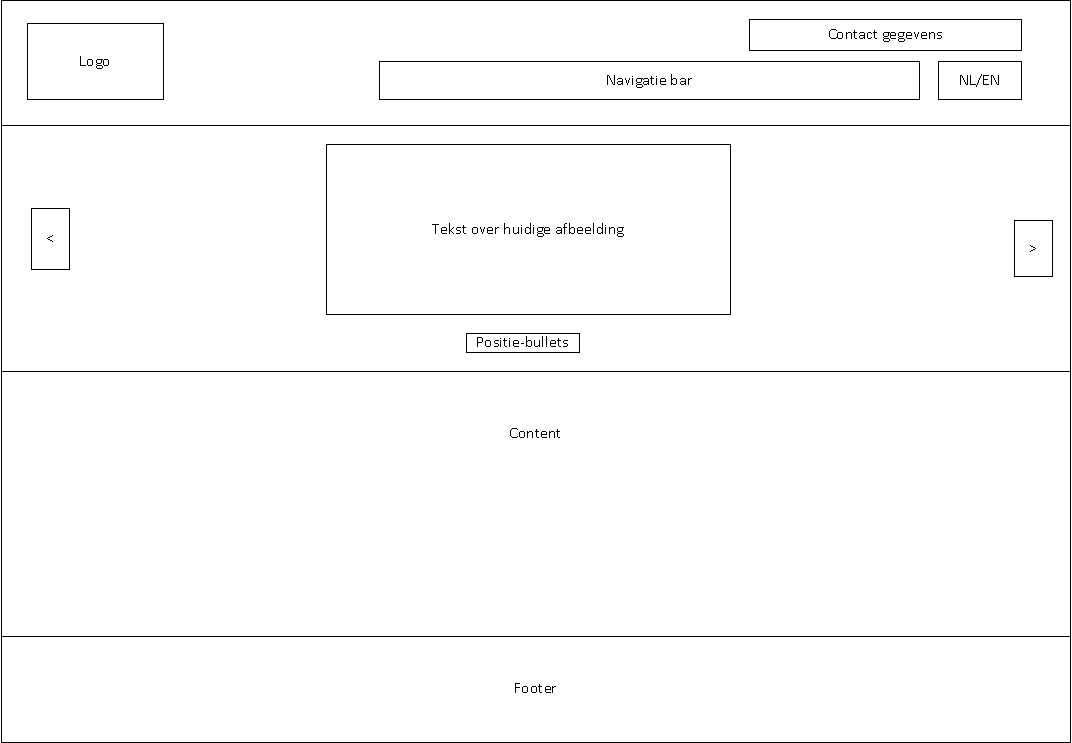 Logo
Contact gegevens
Navigatie bar
NL/EN
Tekst over huidige afbeelding
<
>
Positie-bullets
Content
Footer